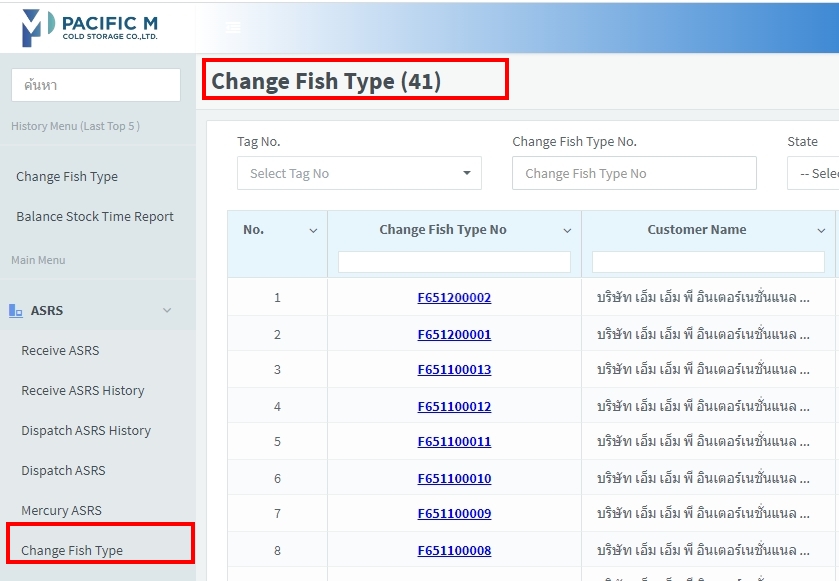 PACIFIC M
COLD STORAGE CO.,LTD.
ค้นหา
History Menu (Last Top 5 )
Change Fish Type
Balance Stock Time Report
Main Menu
ASRS
Receive ASRS
Receive ASRS History
Dispatch ASRS History
Dispatch ASRS
Mercury ASRS
Change Fish Type
Change Fish Type (41)
Tag No. Change Fish Type No. State
Select Tag No Change Fish Type No -- Sele
No. Change Fish Type No Customer Name
1 F651200002 บริษัท เอ็ม เอ็ม พี อินเตอร์เนชั่นแนล ...
2 F651200001 บริษัท เอ็ม เอ็ม พี อินเตอร์เนชั่นแนล ...
3 F651100013 บริษัท เอ็ม เอ็ม พี อินเตอร์เนชั่นแนล ...
4 F651100012 บริษัท เอ็ม เอ็ม พี อินเตอร์เนชั่นแนล ...
5 F651100011 บริษัท เอ็ม เอ็ม พี อินเตอร์เนชั่นแนล ...
6 F651100010 บริษัท เอ็ม เอ็ม พี อินเตอร์เนชั่นแนล ...
7 F651100009 บริษัท เอ็ม เอ็ม พี อินเตอร์เนชั่นแนล ...
8 F651100008 บริษัท เอ็ม เอ็ม พี อินเตอร์เนชั่นแนล ...